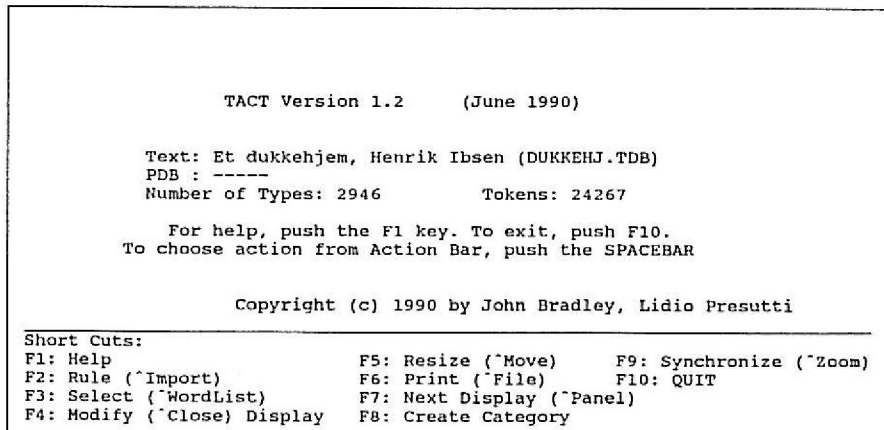 TACT Version 1.2 (June 1990)
Text: Et dukkehjem, Henrik Ibsen (DUKKEHJ.TDB)
PDB : -----
Number of Types: 2946 Tokens: 24267
For help, push the F1 key. To exit, push F10.
To choose action from Action Bar, push the SPACEBAR
Copyright (c) 1990 by John Bradley, Lidio Presutti
Short Cuts:
F1: Help F5: Resize (^Move) F9: Synchronize (^Zoom)
F2: Rule (^Import) F6: Print (^File) F10: QUIT
F3: Select (^WordList) F7: Next Display (^Panel)
F4: Modify (^Close) Display F8: Create Category